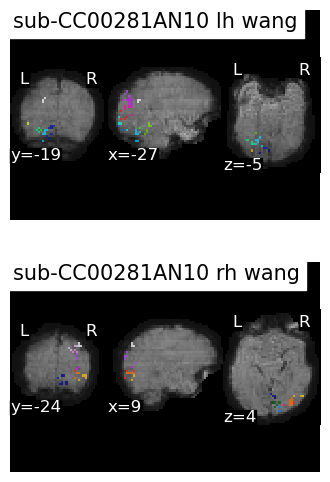 sub-CC00281AN10 lh wang
L R
L R
y=-19 x=-27 z=-5
sub-CC00281AN10 rh wang
L R
L R
y=-24 x=9 z=4